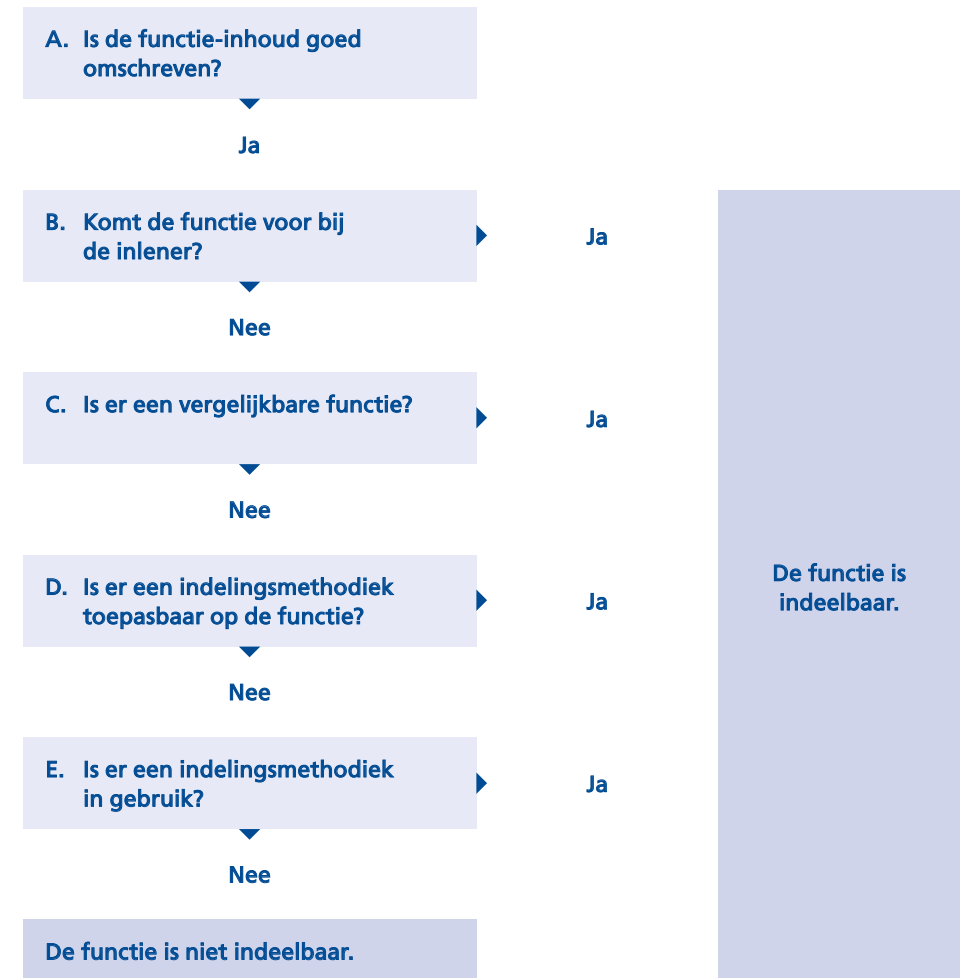 A. Is de functie-inhoud goed
omschreven?
Ja
B. Komt de functie voor bij
de inlener?
Ja
Nee
C. Is er een vergelijkbare functie?
Ja
Nee
D. Is er een indelingsmethodiek
toepasbaar op de functie?
Ja
De functie is
indeelbaar.
Nee
E. Is er een indelingsmethodiek
in gebruik?
Ja
Nee
De functie is niet indeelbaar.